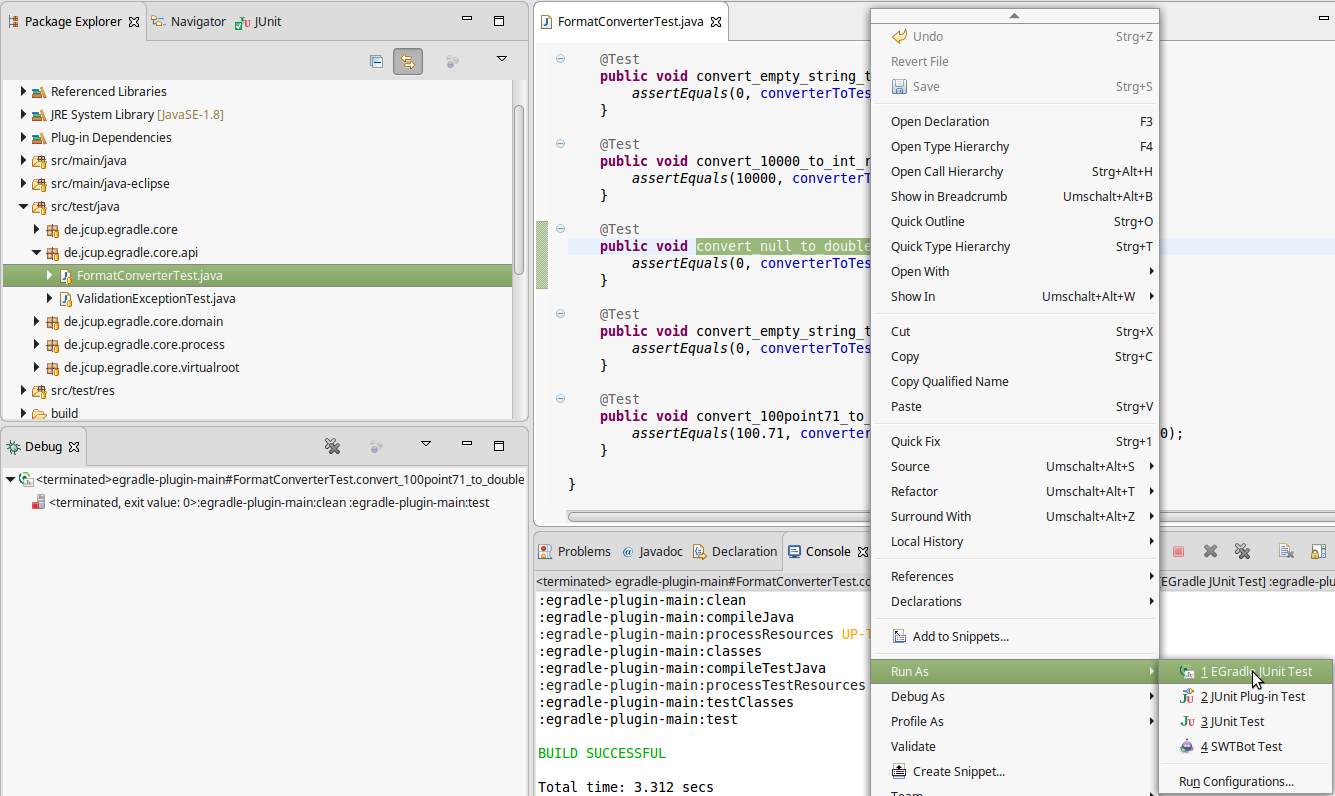 Package Explorer
Navigator
JUnit
Referenced Libraries
JRE System Library [JavaSE-1.8]
Plug-in Dependencies
src/main/java
src/main/java-eclipse
src/test/java
de.jcup.egradle.core
de.jcup.egradle.core.api
FormatConverterTest.java
ValidationExceptionTest.java
de.jcup.egradle.core.domain
de.jcup.egradle.core.process
de.jcup.egradle.core.virtualroot
src/test/res
build
Debug
<terminated>egradle-plugin-main#FormatConverterTest.convert_100point71_to_double
<terminated, exit value: 0>:egradle-plugin-main:clean :egradle-plugin-main:test
FormatConverterTest.java
@Test
public void convert_empty_string_t
assertEquals(0, converterToTes
}
@Test
public void convert_10000_to_int_r
assertEquals(10000, converterT
}
@Test
public void convert_null_to_double
assertEquals(0, converterToTes
}
@Test
public void convert_empty_string_t
assertEquals(0, converterToTes
}
@Test
public void convert_100point71_to_
assertEquals(100.71, converter 0);
}
}
Problems
@ Javadoc
Declaration
Console
<terminated> egradle-plugin-main#FormatConverterTest.co [EGradle JUnit Test] :egradle-plu
:egradle-plugin-main:clean
:egradle-plugin-main:compileJava
:egradle-plugin-main:processResources UP-T
:egradle-plugin-main:classes
:egradle-plugin-main:compileTestJava
:egradle-plugin-main:processTestResources
:egradle-plugin-main:testClasses
:egradle-plugin-main:test
BUILD SUCCESSFUL
Total time: 3.312 secs
Undo Strg+Z
Revert File
Save Strg+S
Open Declaration F3
Open Type Hierarchy F4
Open Call Hierarchy Strg+Alt+H
Show in Breadcrumb Umschalt+Alt+B
Quick Outline Strg+O
Quick Type Hierarchy Strg+T
Open With
Show In Umschalt+Alt+W
Cut Strg+X
Copy Strg+C
Copy Qualified Name
Paste Strg+V
Quick Fix Strg+1
Source Umschalt+Alt+S
Refactor Umschalt+Alt+T
Surround With Umschalt+Alt+Z
Local History
References
Declarations
Add to Snippets...
Run As
Debug As
Profile As
Validate
Create Snippet...
Team
1 EGradle JUnit Test
2 JUnit Plug-in Test
3 JUnit Test
4 SWTBot Test
Run Configurations...